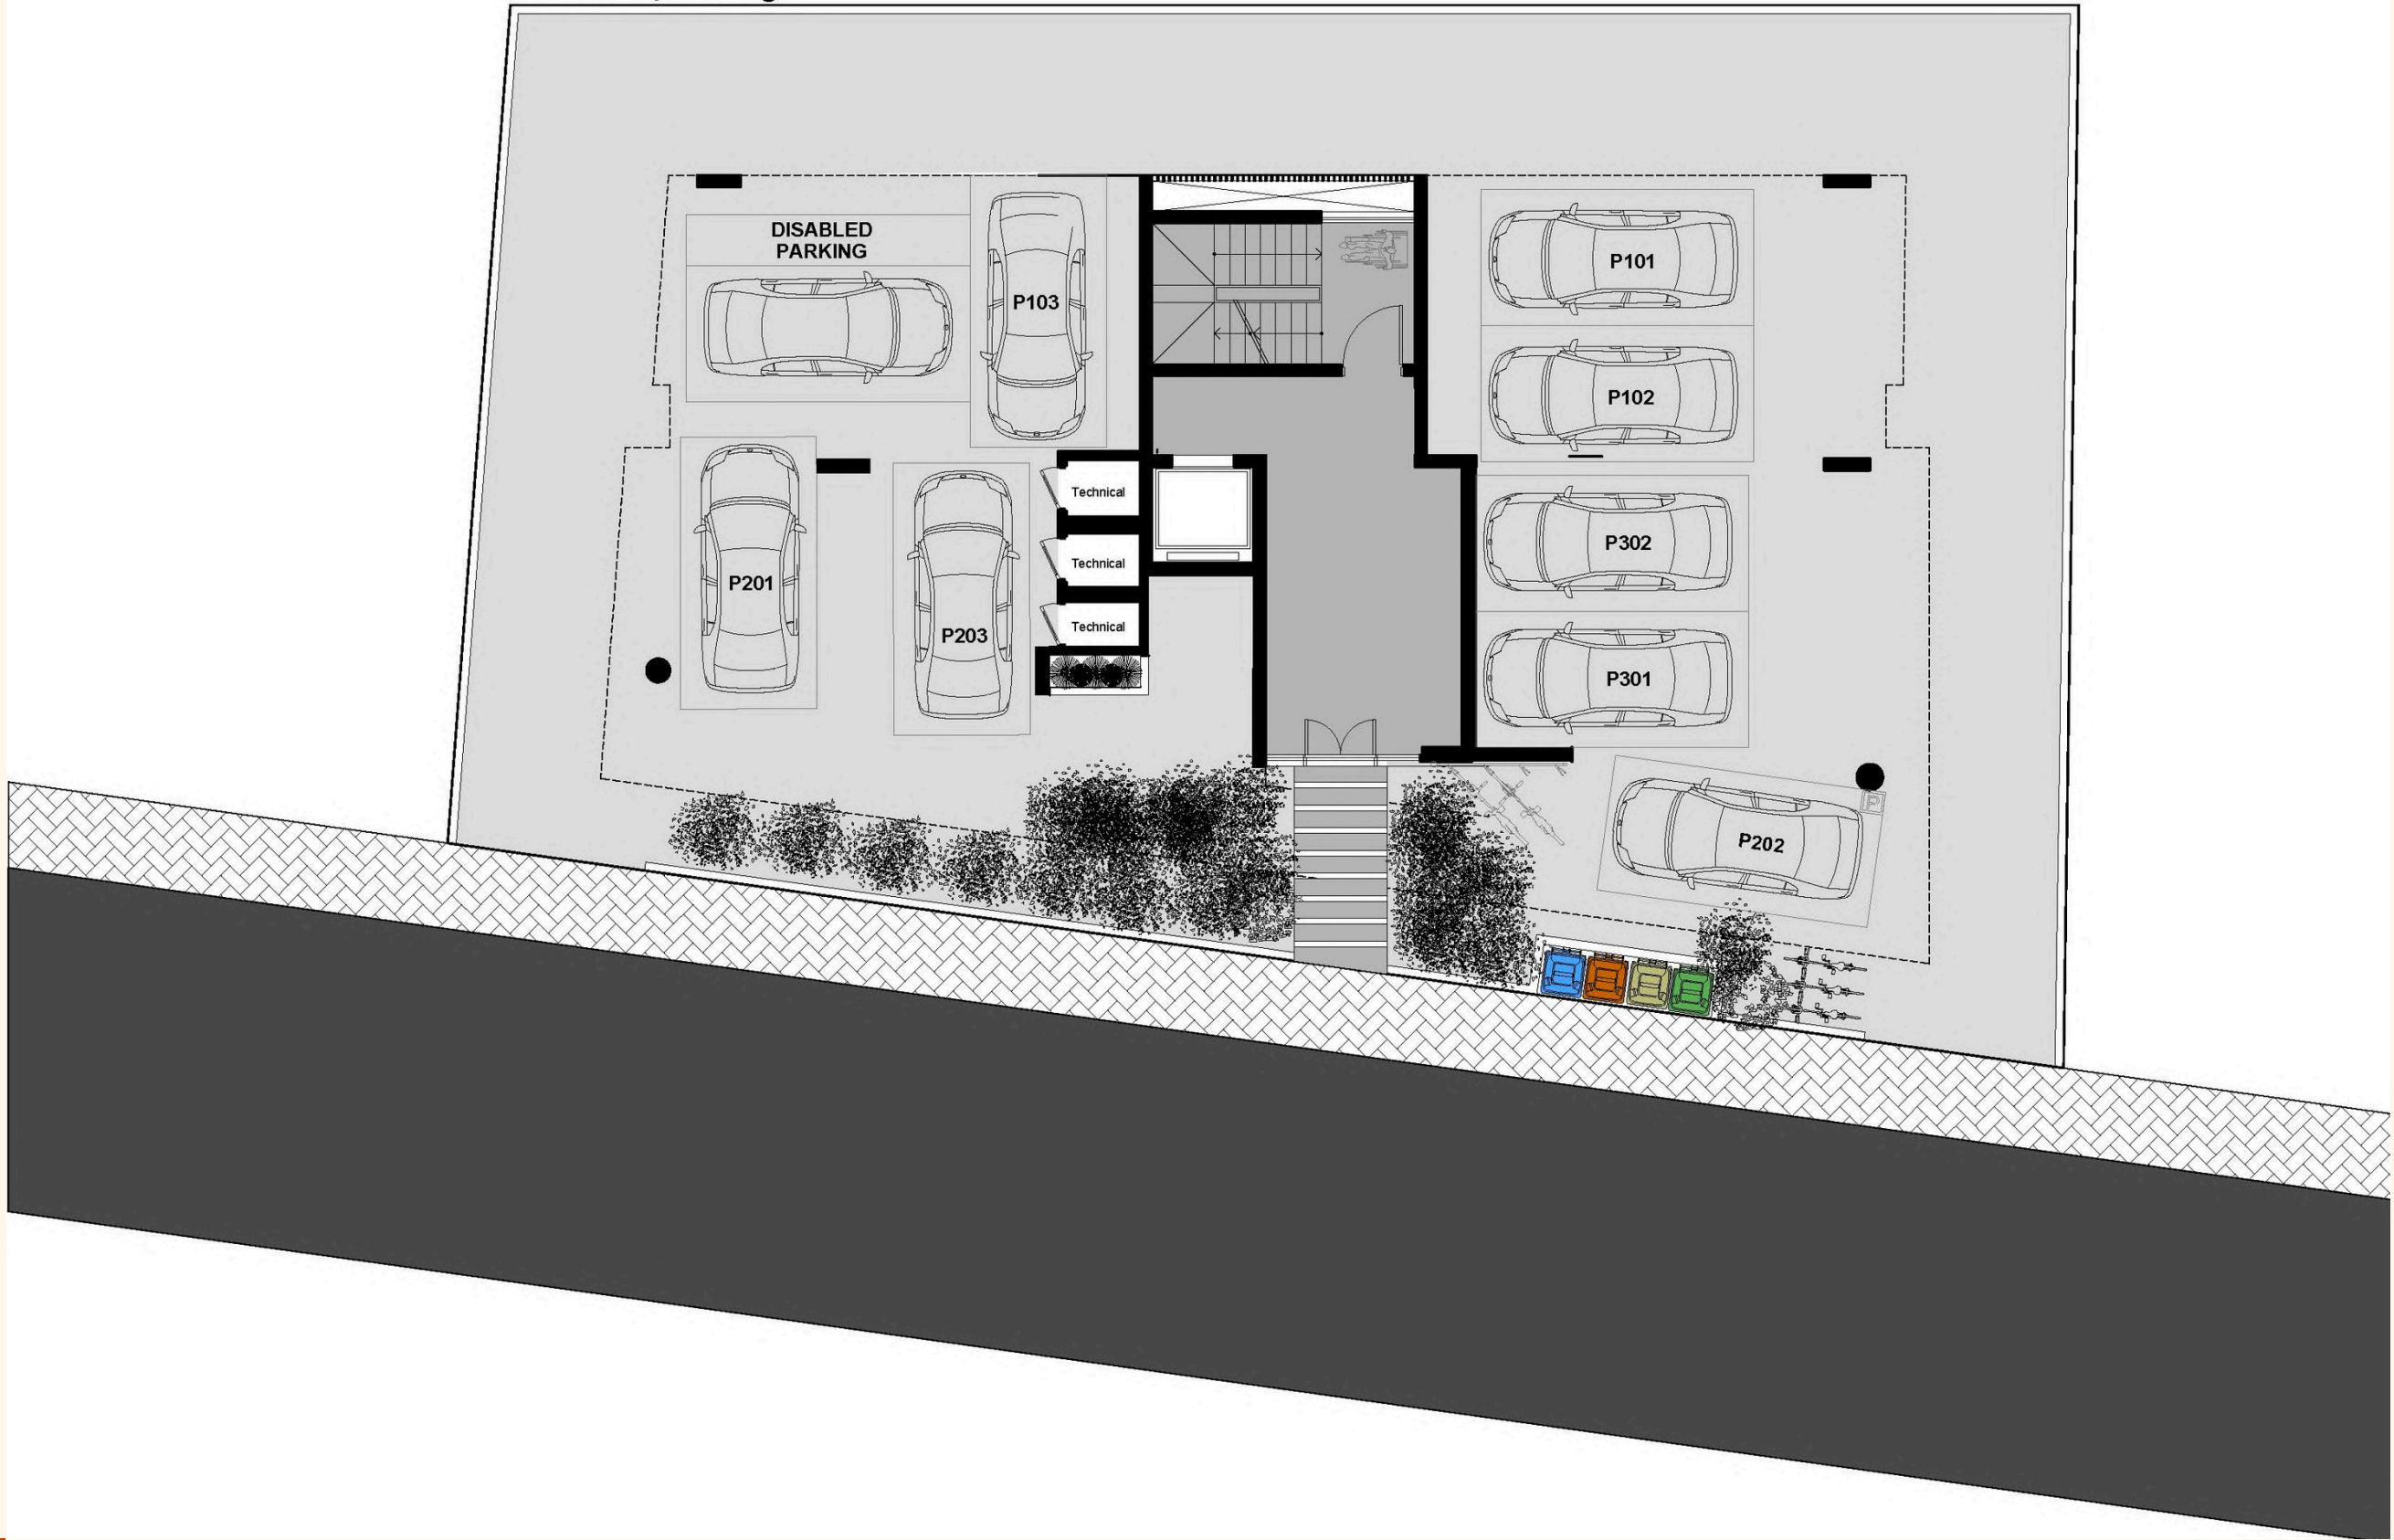 DISABLED
PARKING
P103
P101
P102
Technical
P302
P201
Technical
P203
Technical
P301
P
P202